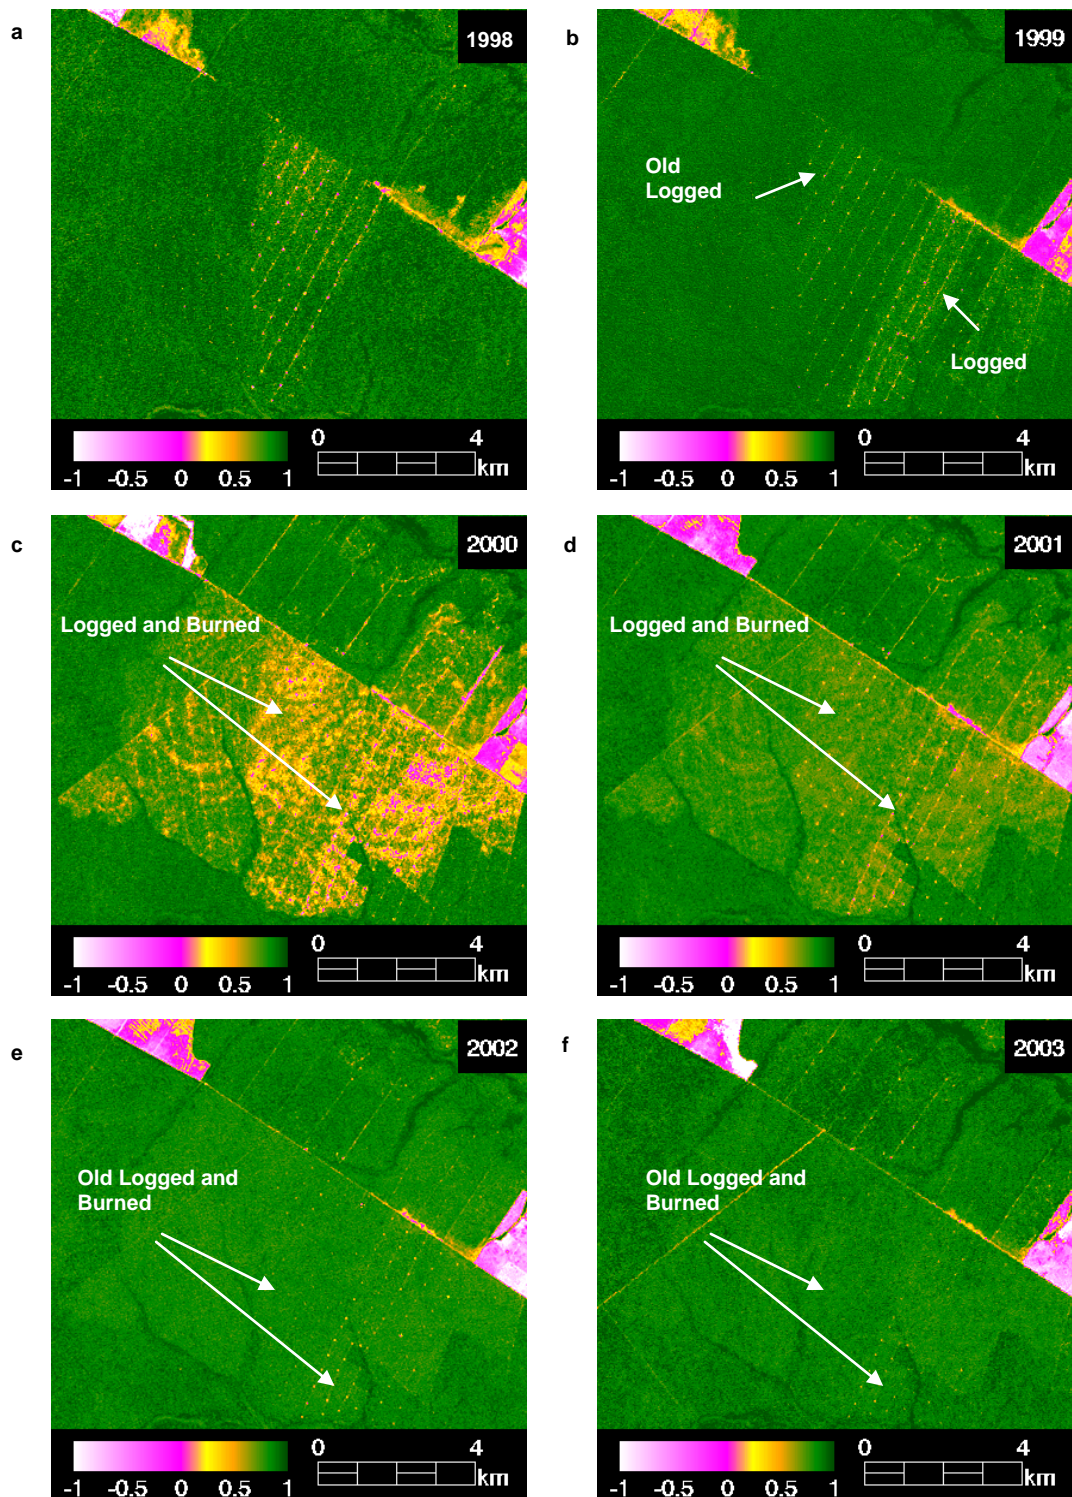 a
1998
0 4
-1 -0.5 0 0.5 1 km
b
1999
Old
Logged
Logged
0 4
-1 -0.5 0 0.5 1 km
c
2000
Logged and Burned
0 4
-1 -0.5 0 0.5 1 km
d
2001
Logged and Burned
0 4
-1 -0.5 0 0.5 1 km
e
2002
Old Logged and
Burned
0 4
-1 -0.5 0 0.5 1 km
f
2003
Old Logged and
Burned
0 4
-1 -0.5 0 0.5 1 km